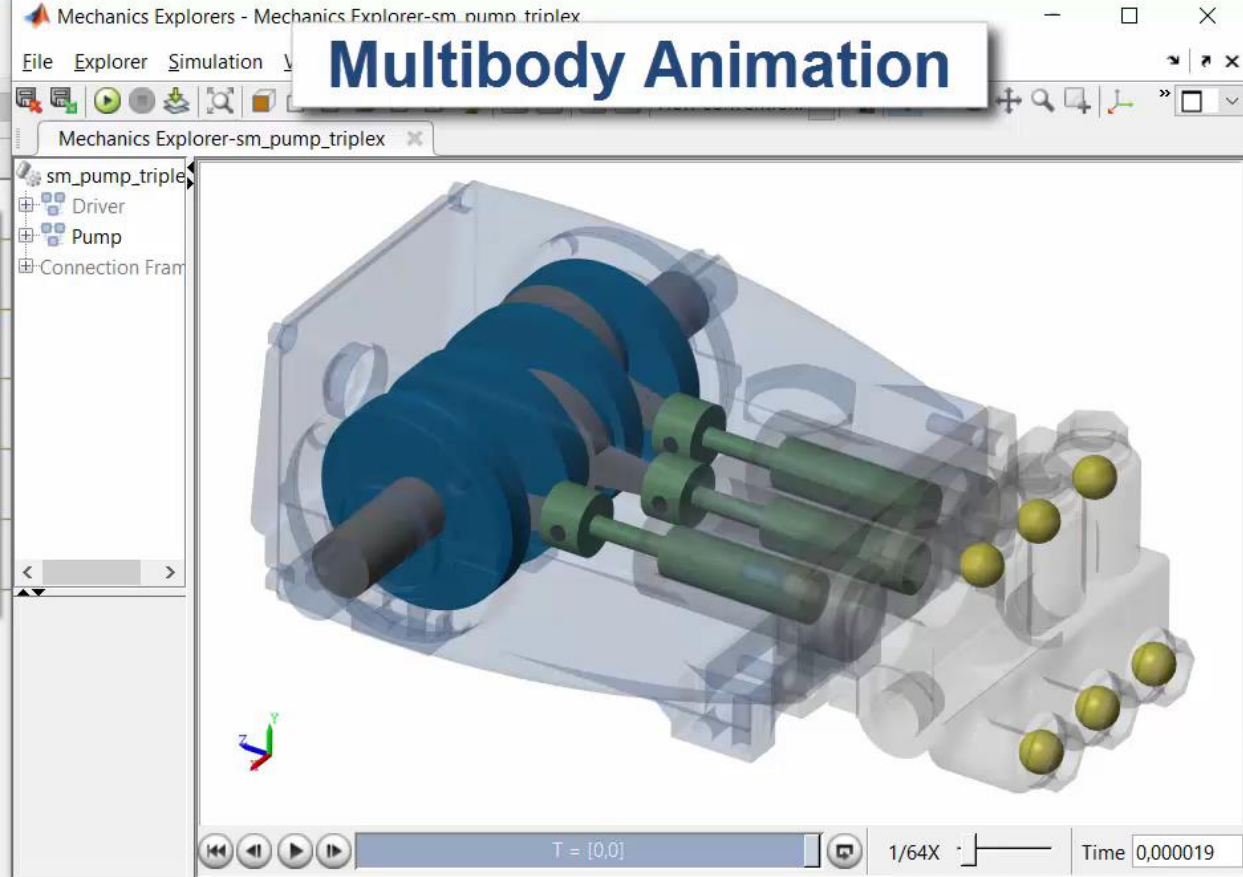 Mechanics Explorers - Mechanics Explorer-sm_pump_triplex
Multibody Animation
File Explorer Simulation
Mechanics Explorer-sm_pump_triplex
sm_pump_triple
Driver
Pump
Connection Fram
Y
Z
T = [0,0]
1/64X
Time 0,000019